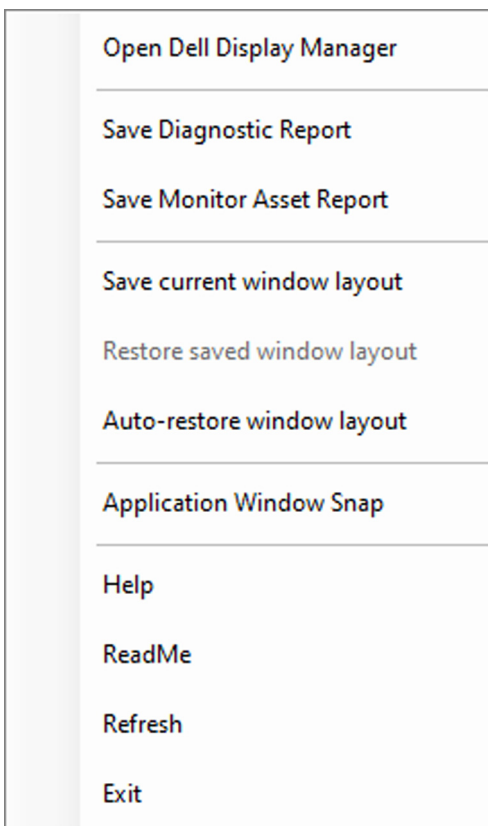 Open Dell Display Manager
Save Diagnostic Report
Save Monitor Asset Report
Save current window layout
Restore saved window layout
Auto-restore window layout
Application Window Snap
Help
ReadMe
Refresh
Exit